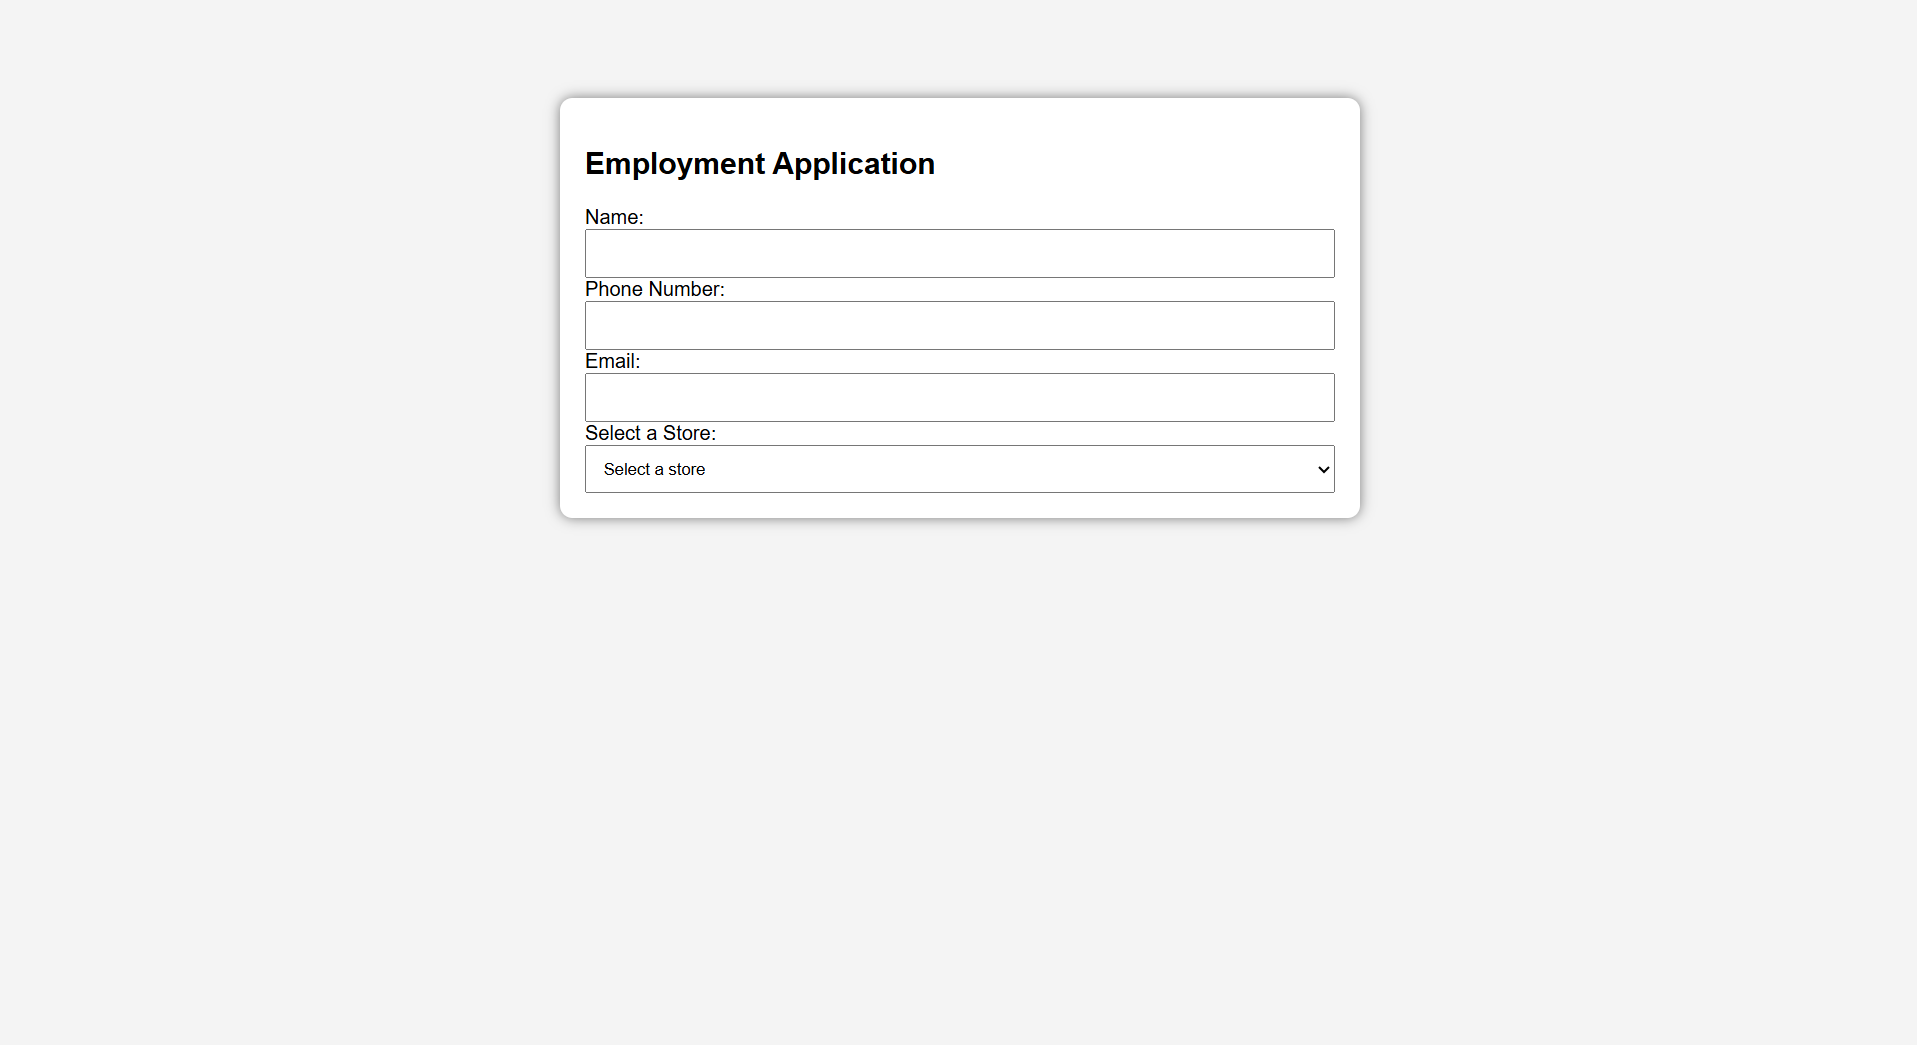 Employment Application
Name:
Phone Number:
Email:
Select a Store:
Select a store